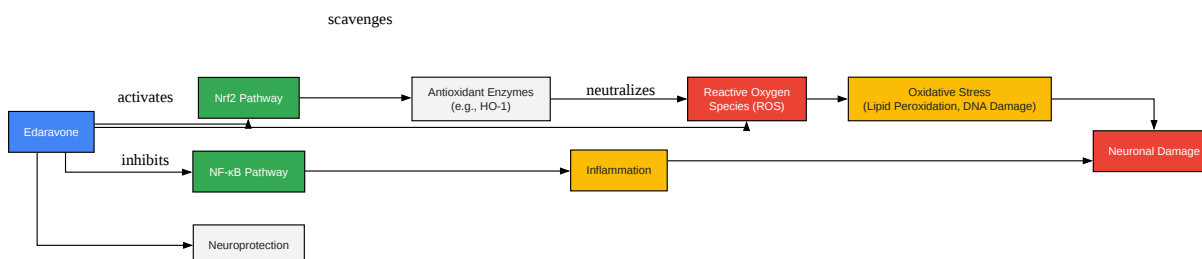 scavenges
activates
Nrf2 Pathway
Antioxidant Enzymes
(e.g., HO-1)
neutralizes
Reactive Oxygen
Species (ROS)
Oxidative Stress
(Lipid Peroxidation, DNA Damage)
Edaravone
Neuronal Damage
inhibits
NF-κB Pathway
Inflammation
Neuroprotection